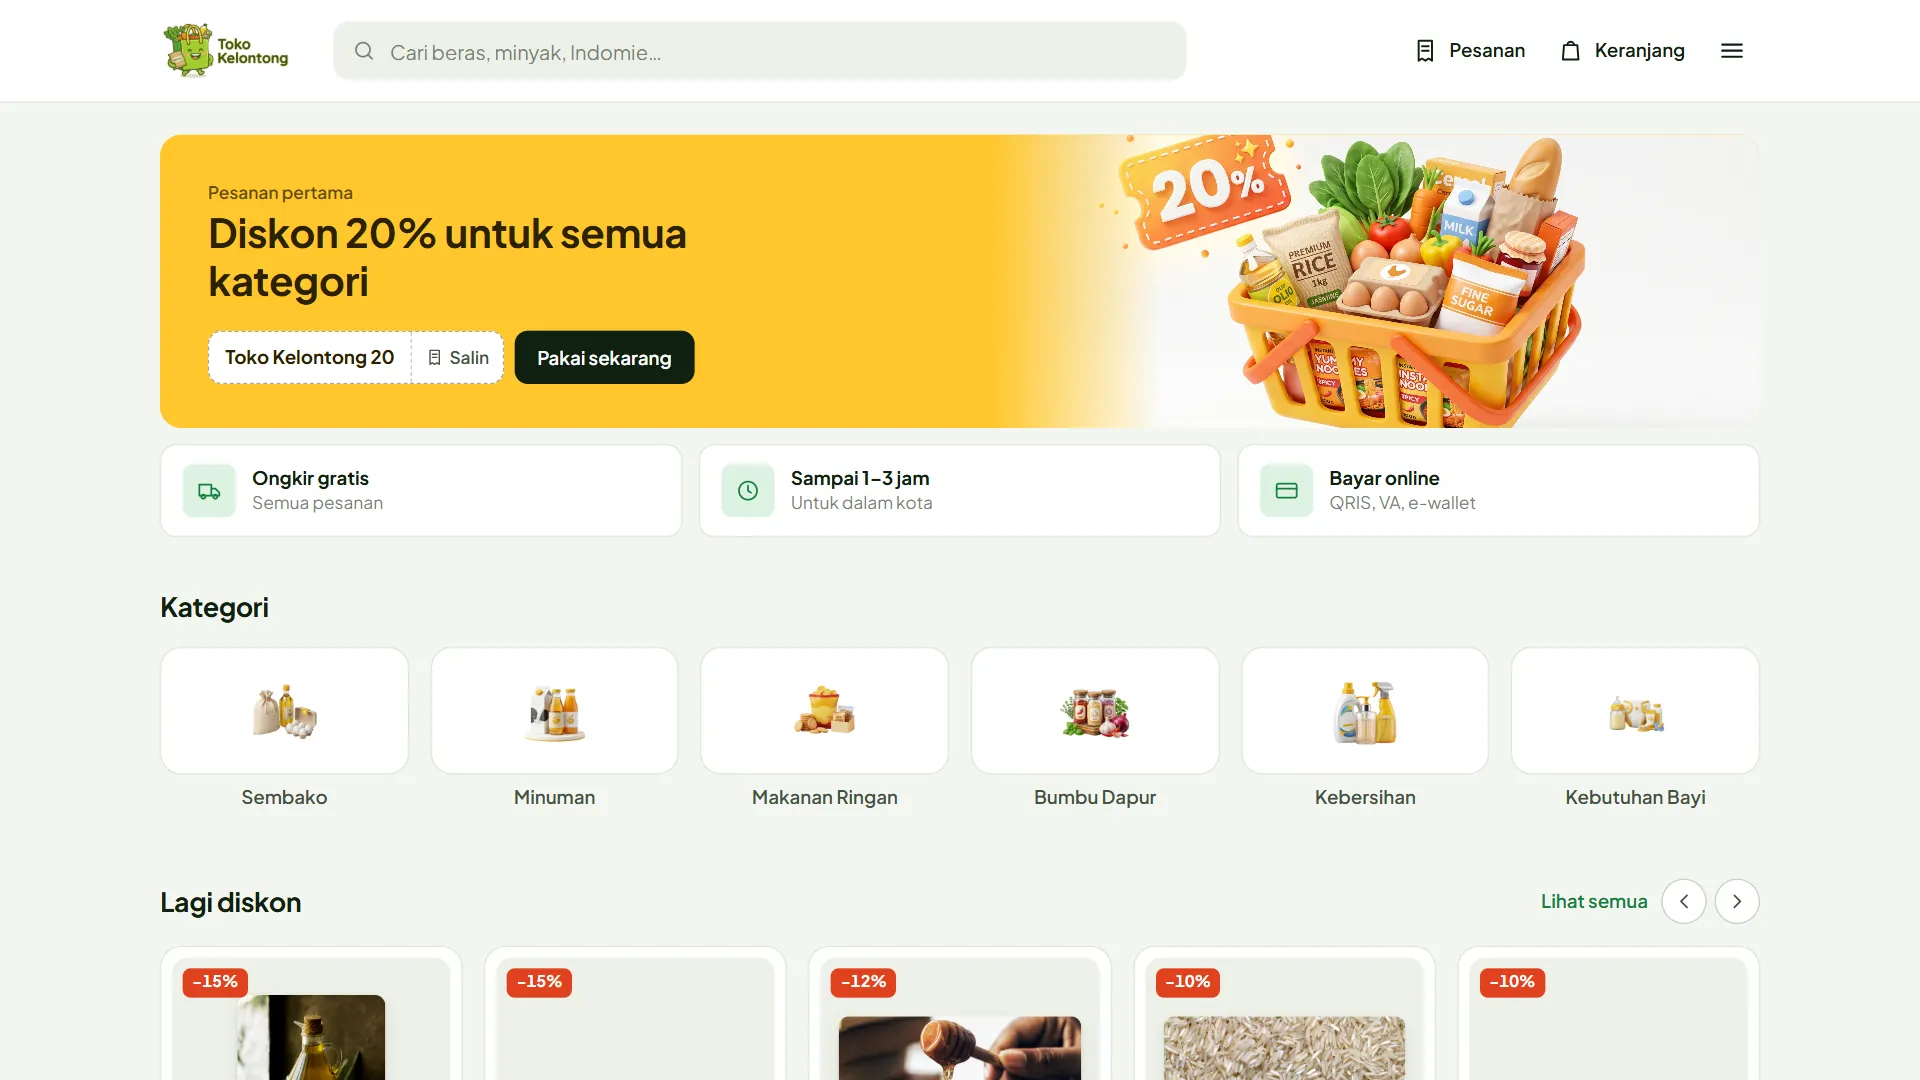 Toko
Kelontong
Cari beras, minyak, Indomie...
Pesanan
Keranjang
Pesanan pertama
Diskon 20% untuk semua
kategori
Toko Kelontong 20
Salin
Pakai sekarang
20%
PREMIUM
RICE
1kg
JASMINE
OLIO
MILK
FINE
SUGAR
Ongkir gratis
Semua pesanan
Sampai 1–3 jam
Untuk dalam kota
Bayar online
QRIS, VA, e-wallet
Kategori
Sembako
Minuman
Makanan Ringan
Bumbu Dapur
Kebersihan
Kebutuhan Bayi
Lagi diskon
Lihat semua
-15%
-15%
-12%
-10%
-10%